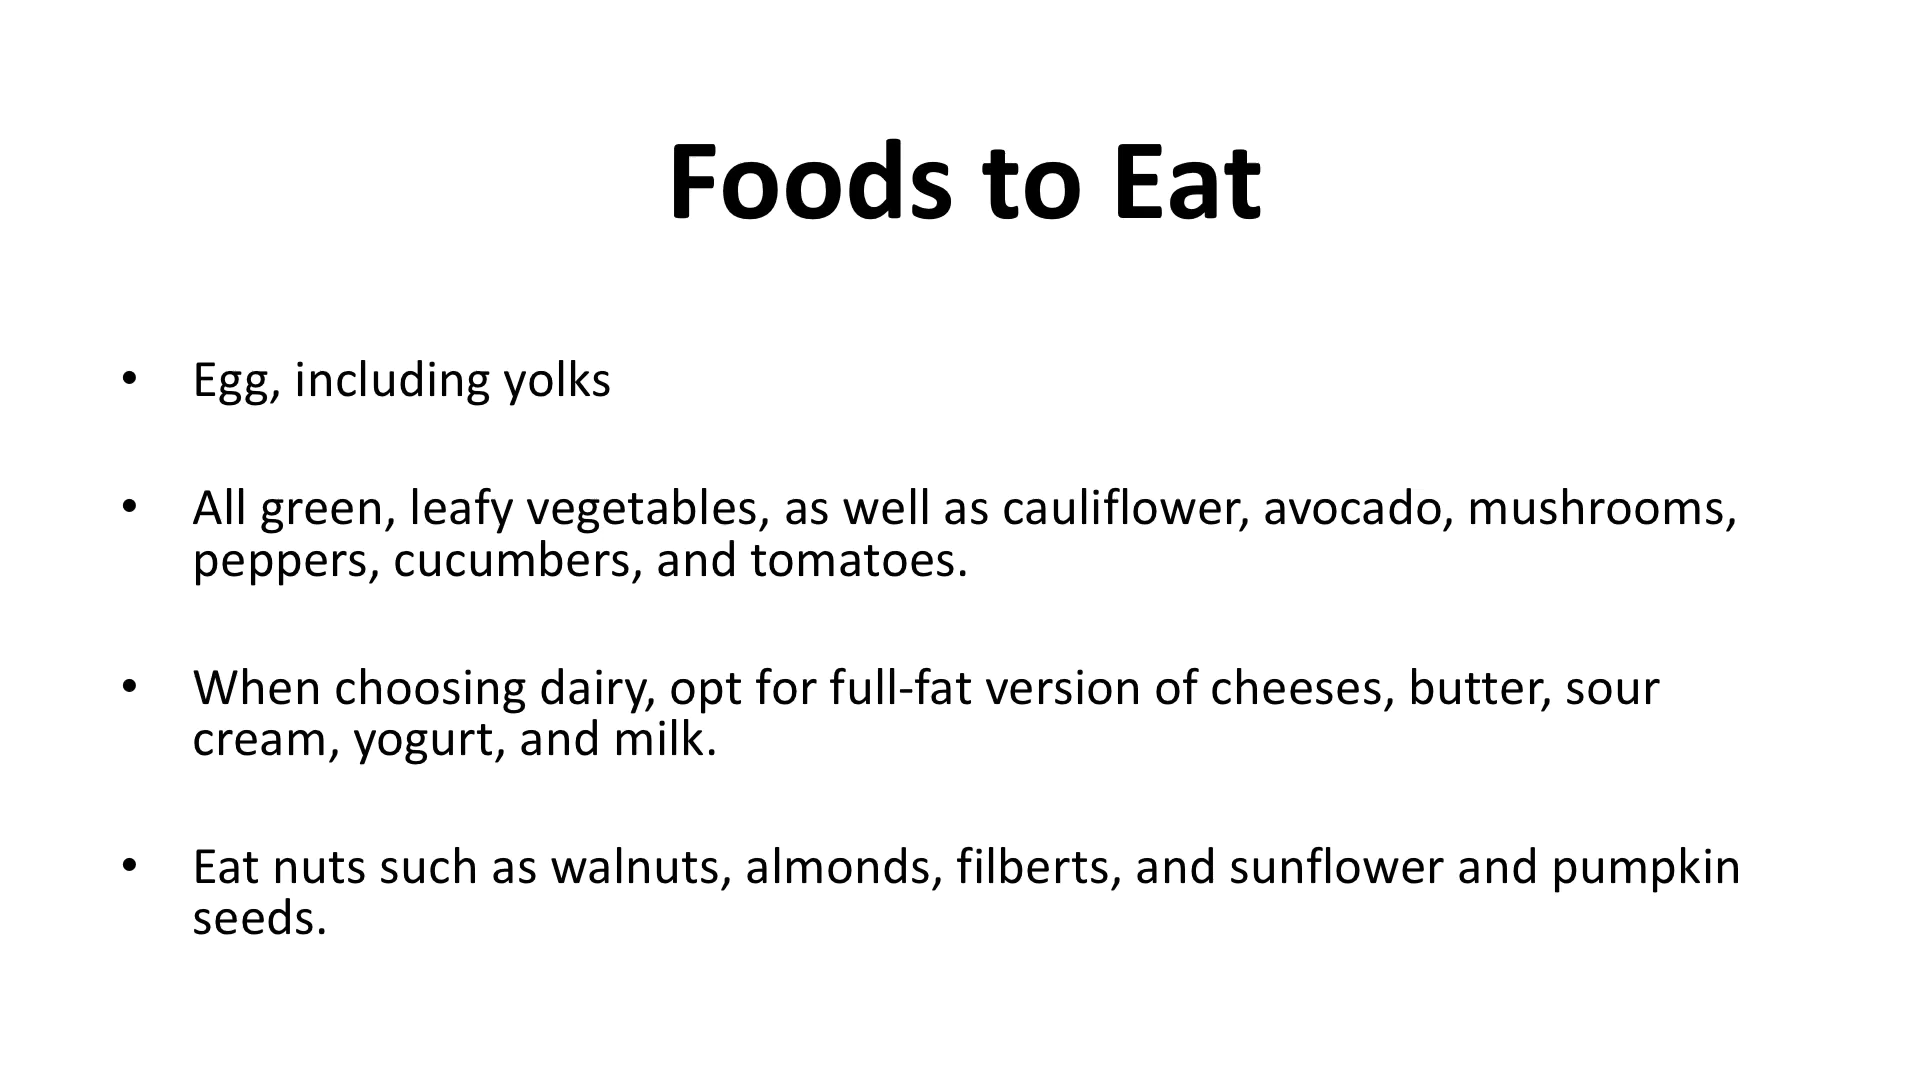 Foods to Eat
• Egg, including yolks
• All green, leafy vegetables, as well as cauliflower, avocado, mushrooms,
peppers, cucumbers, and tomatoes.
• When choosing dairy, opt for full-fat version of cheeses, butter, sour
cream, yogurt, and milk.
• Eat nuts such as walnuts, almonds, filberts, and sunflower and pumpkin
seeds.